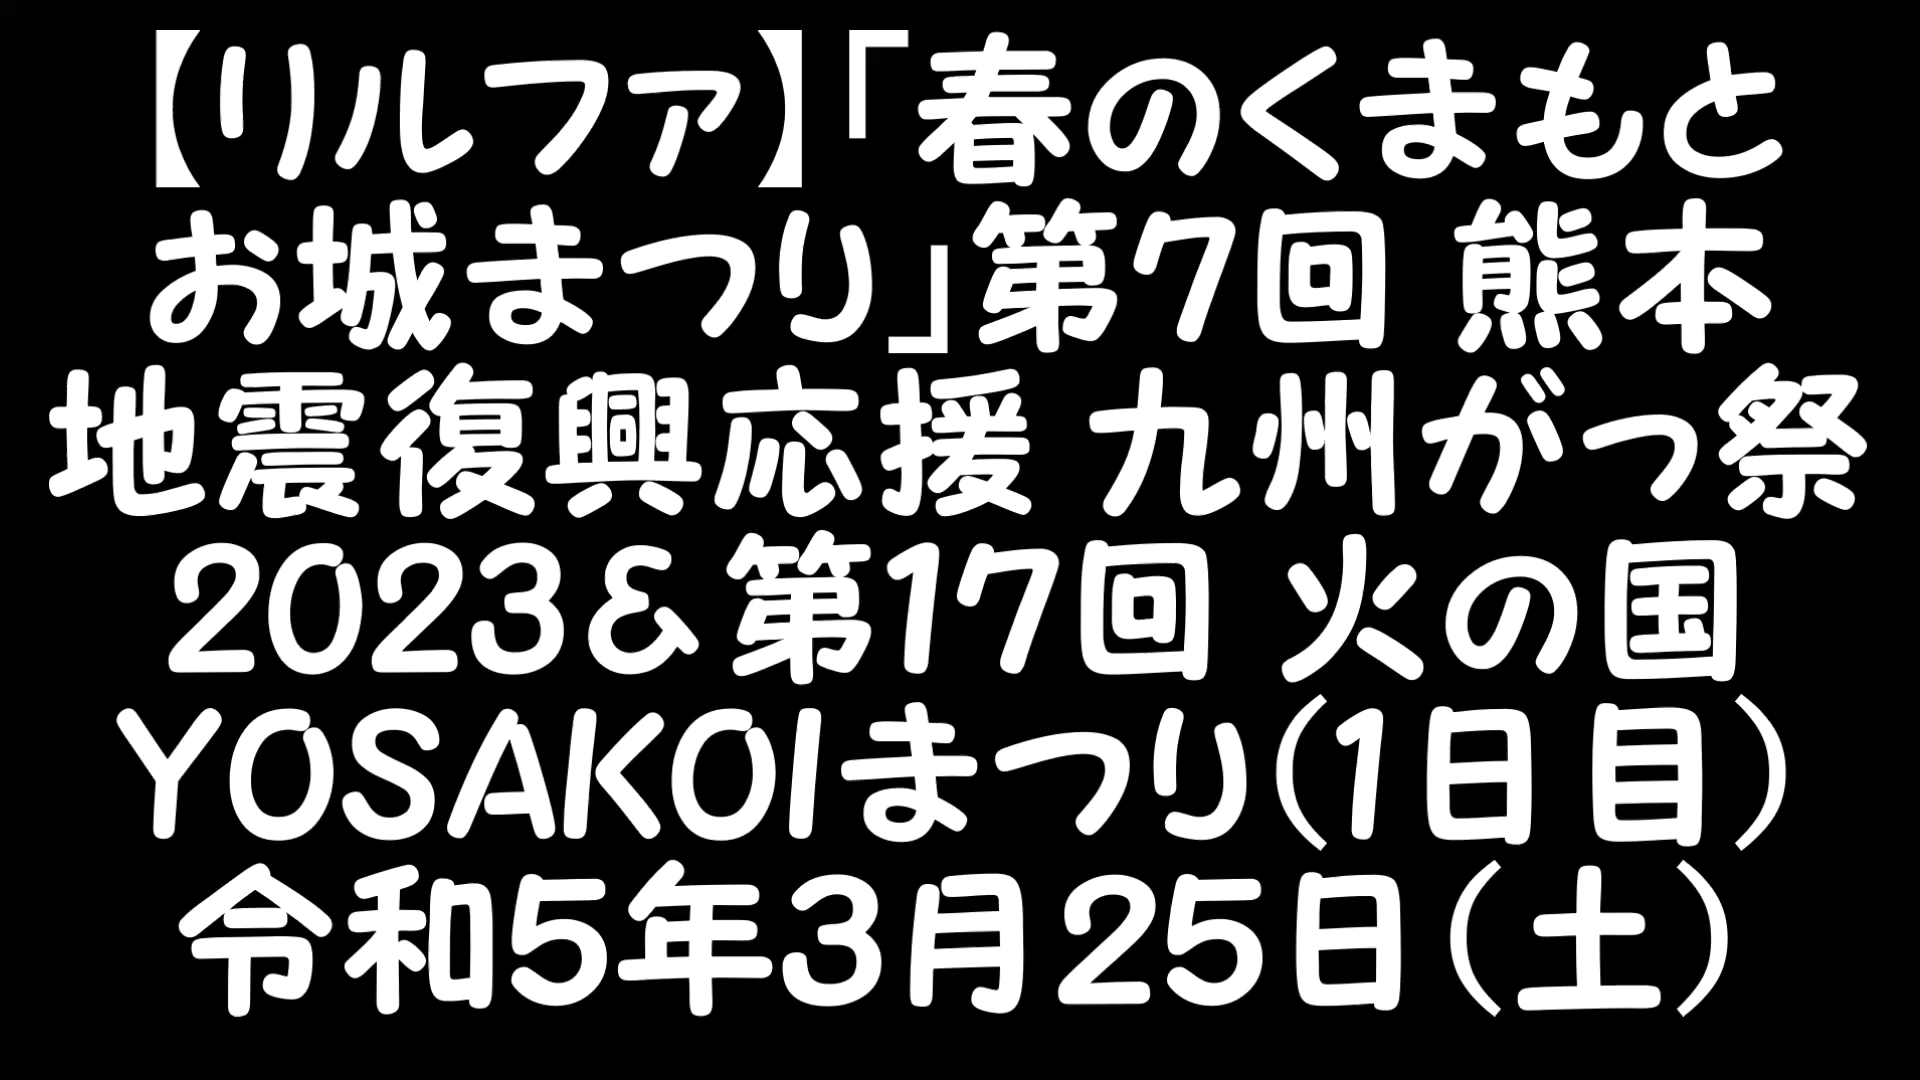 【リルファ】「春のくまもと
お城まつり」第7回 熊本
地震復興応援 九州がっ祭
2023&第17回 火の国
YOSAKOIまつり(1日目)
令和5年3月25日(土)